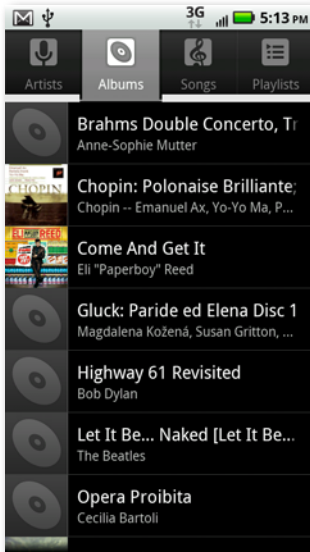 3G 5:13 PM
Artists Albums Songs Playlists
Brahms Double Concerto, Tr
Anne-Sophie Mutter
CHOPIN
Chopin: Polonaise Brilliante;
Chopin -- Emanuel Ax, Yo-Yo Ma, P...
ELI REED
Come And Get It
Eli "Paperboy" Reed
Gluck: Paride ed Elena Disc 1
Magdalena Kožená, Susan Gritton, ...
Highway 61 Revisited
Bob Dylan
Let It Be... Naked [Let It Be...
The Beatles
Opera Proibita
Cecilia Bartoli